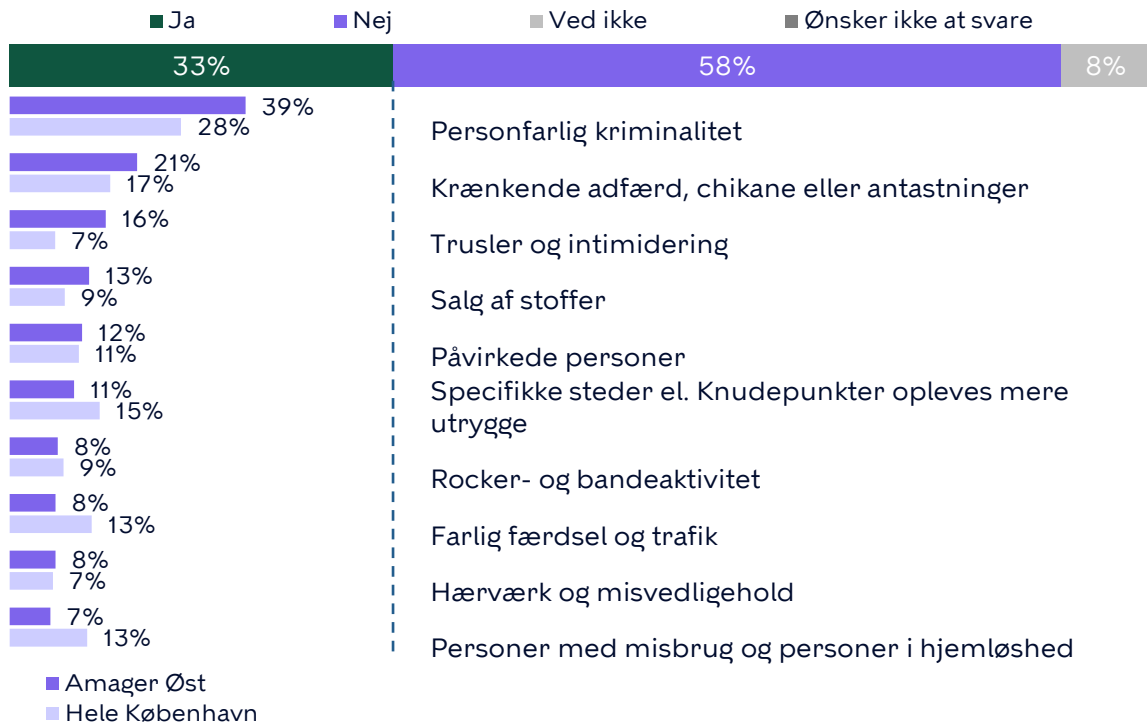 Ja Nej Ved ikke Ønsker ikke at svare
33% 58% 8%
39%
28%
Personfarlig kriminalitet
21%
17%
Krænkende adfærd, chikane eller antastninger
16%
7%
Trusler og intimidering
13%
9%
Salg af stoffer
12%
11%
Påvirkede personer
11%
15%
Specifikke steder el. Knudepunkter opleves mere
utrygge
8%
9%
Rocker- og bandeaktivitet
8%
13%
Farlig færdsel og trafik
8%
7%
Hærværk og misvedligehold
7%
13%
Personer med misbrug og personer i hjemløshed
Amager Øst
Hele København